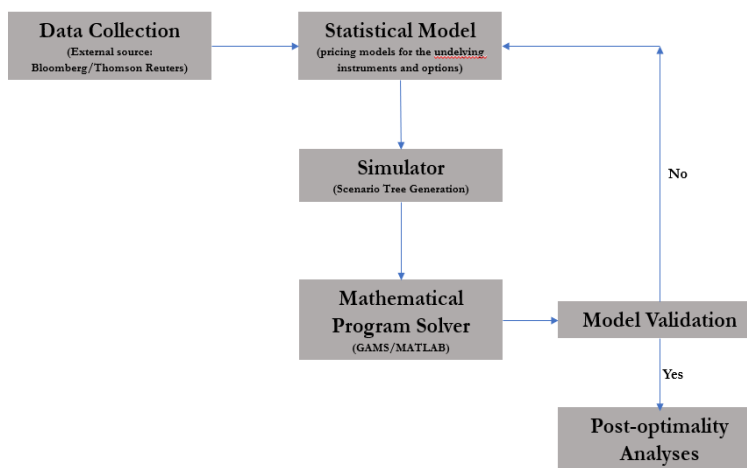 Data Collection
(External source:
Bloomberg/Thomson Reuters)
Statistical Model
(pricing models for the undelving
instruments and options)
Simulator
(Scenario Tree Generation)
No
Mathematical
Program Solver
(GAMS/MATLAB)
Model Validation
Yes
Post-optimality
Analyses